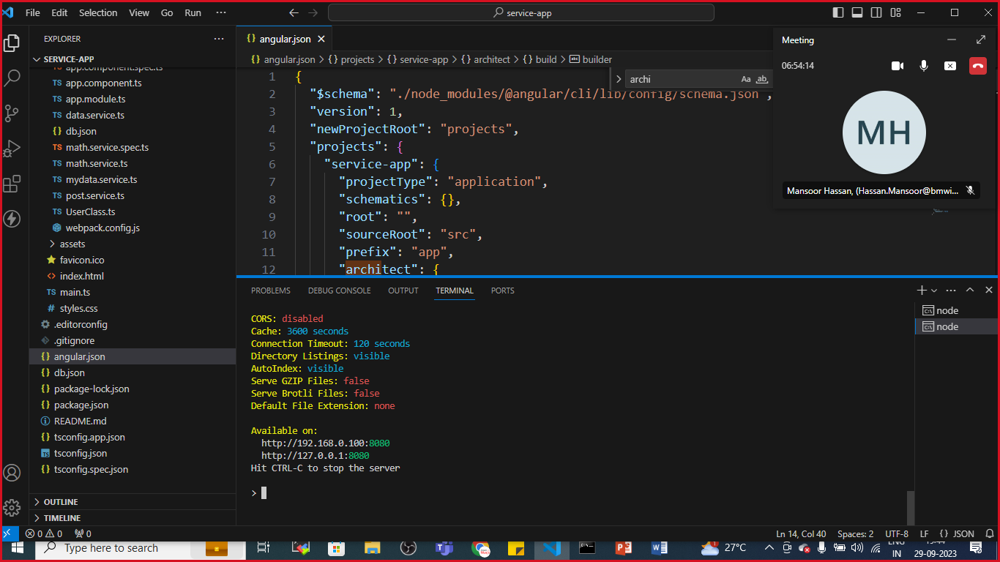 File Edit Selection View Go Run ···
service-app
EXPLORER
SERVICE-APP
app.component.spec.ts
TS app.component.ts
TS app.module.ts
TS data.service.ts
{} db.json
TS math.service.spec.ts
TS math.service.ts
TS mydata.service.ts
TS post.service.ts
TS UserClass.ts
webpack.config.js
assets
favicon.ico
<> index.html
TS main.ts
# styles.css
.editorconfig
.gitignore
{} angular.json
{} db.json
{} package-lock.json
{} package.json
README.md
{} tsconfig.app.json
TS tsconfig.json
{} tsconfig.spec.json
OUTLINE
TIMELINE
{} angular.json
{} angular.json > {} projects > {} service-app > {} architect > {} build > builder
archi Aa ab
1 {
2 "$schema": "./node_modules/@angular/cli/lib/config/schema.json",
3 "version": 1,
4 "newProjectRoot": "projects",
5 "projects": {
6 "service-app": {
7 "projectType": "application",
8 "schematics": {},
9 "root": "",
10 "sourceRoot": "src",
11 "prefix": "app",
12 "architect": {
Meeting
06:54:14
MH
Mansoor Hassan, (Hassan.Mansoor@bmwi...
PROBLEMS DEBUG CONSOLE OUTPUT TERMINAL PORTS
CORS: disabled
Cache: 3600 seconds
Connection Timeout: 120 seconds
Directory Listings: visible
AutoIndex: visible
Serve GZIP Files: false
Serve Brotli Files: false
Default File Extension: none
Available on:
http://192.168.0.100:8080
http://127.0.0.1:8080
Hit CTRL-C to stop the server
>
node
node
0 0 0
Ln 14, Col 40 Spaces: 2 UTF-8 LF {} JSON
Type here to search
27°C
ENG
IN
29-09-2023